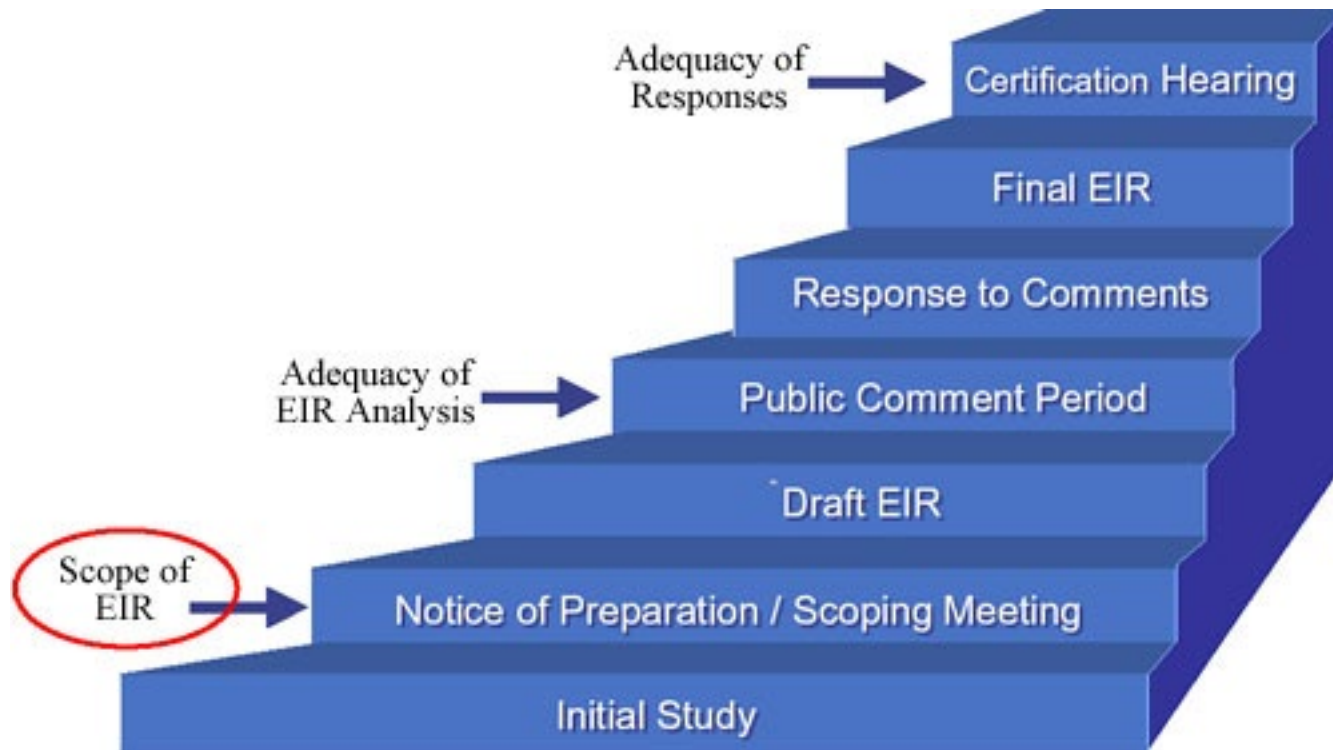 Adequacy of
Responses
Certification Hearing
Final EIR
Response to Comments
Adequacy of
EIR Analysis
Public Comment Period
Draft EIR
Scope of
EIR
Notice of Preparation / Scoping Meeting
Initial Study